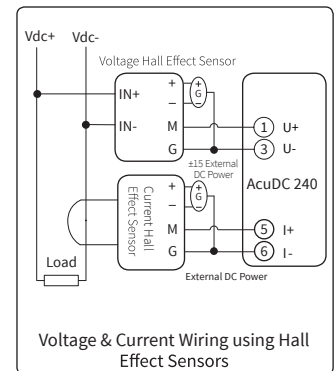 Vdc+ Vdc-
Voltage Hall Effect Sensor
+ +
IN+ G
− −
IN- M 1 U+
G 3 U-
±15 External
DC Power
AcuDC 240
Current Hall
Effect Sensor
+ +
G
− −
M 5 I+
G 6 I-
Load
External DC Power
Voltage & Current Wiring using Hall
Effect Sensors